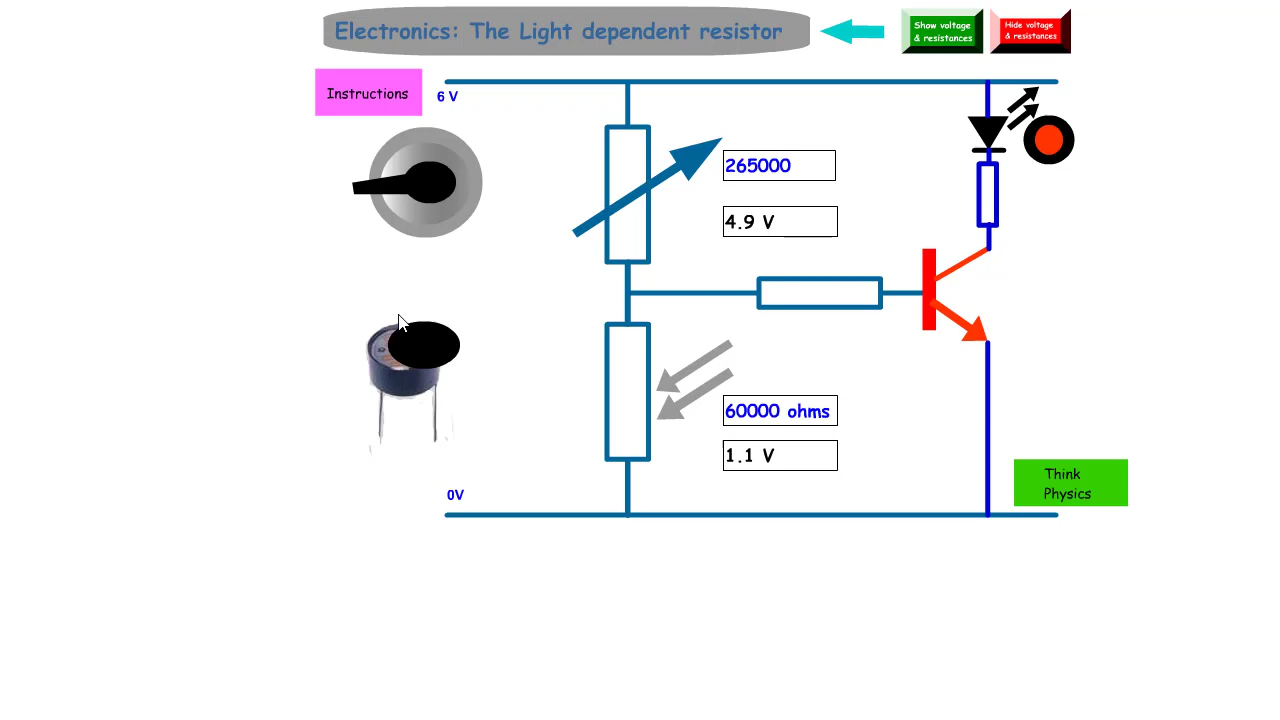 Electronics: The Light dependent resistor
Show voltage
& resistances
Hide voltage
& resistances
Instructions
6 V
265000
4.9 V
60000 ohms
1.1 V
0V
Think
Physics